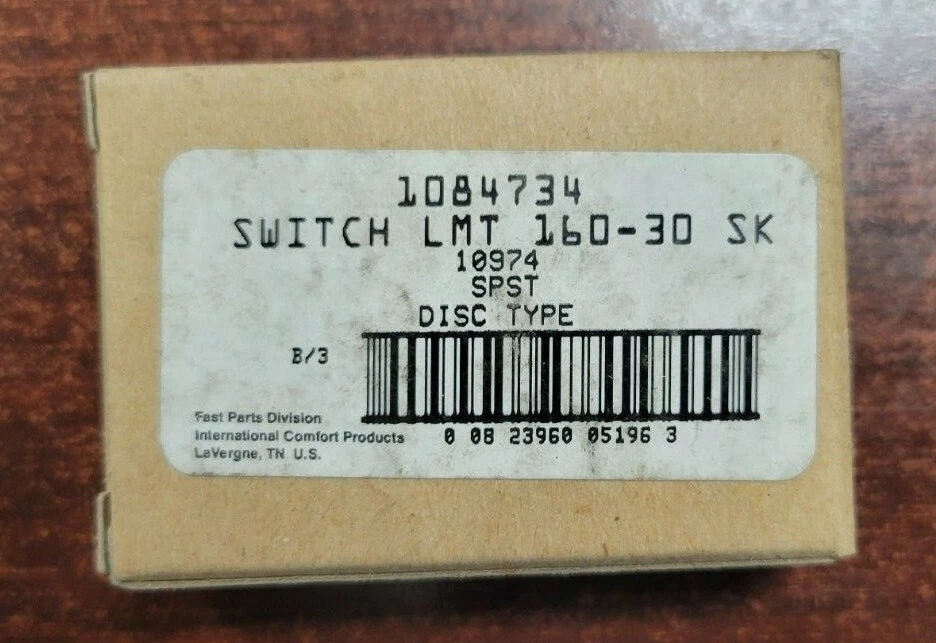 1084734
SWITCH LMT 160-30 SK
10974
SPST
DISC TYPE
B/3
Fast Parts Division
International Comfort Products
LaVergne, TN U.S.
0 08 23960 05196 3